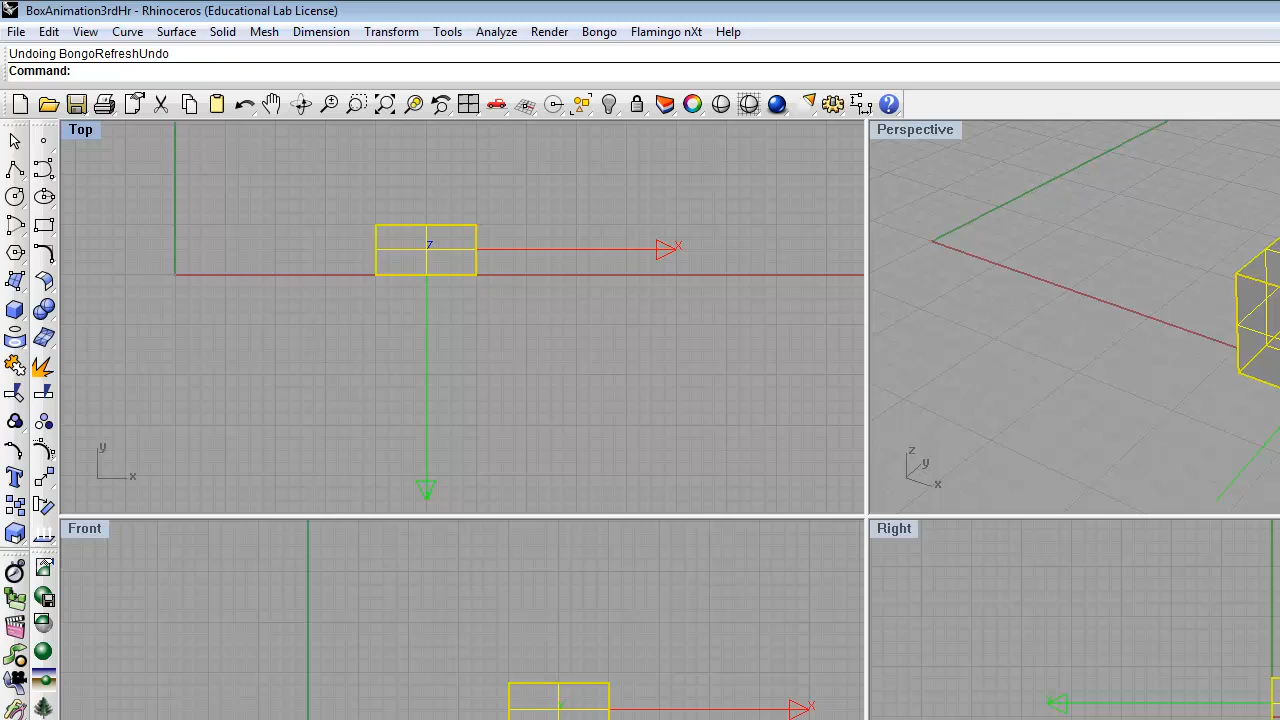 BoxAnimation3rdHr - Rhinoceros (Educational Lab License)
File Edit View Curve Surface Solid Mesh Dimension Transform Tools Analyze Render Bongo Flamingo nXt Help
Undoing BongoRefreshUndo
Command:
Top
Perspective
z
x
y
x
z
y
x
Front
Right
x